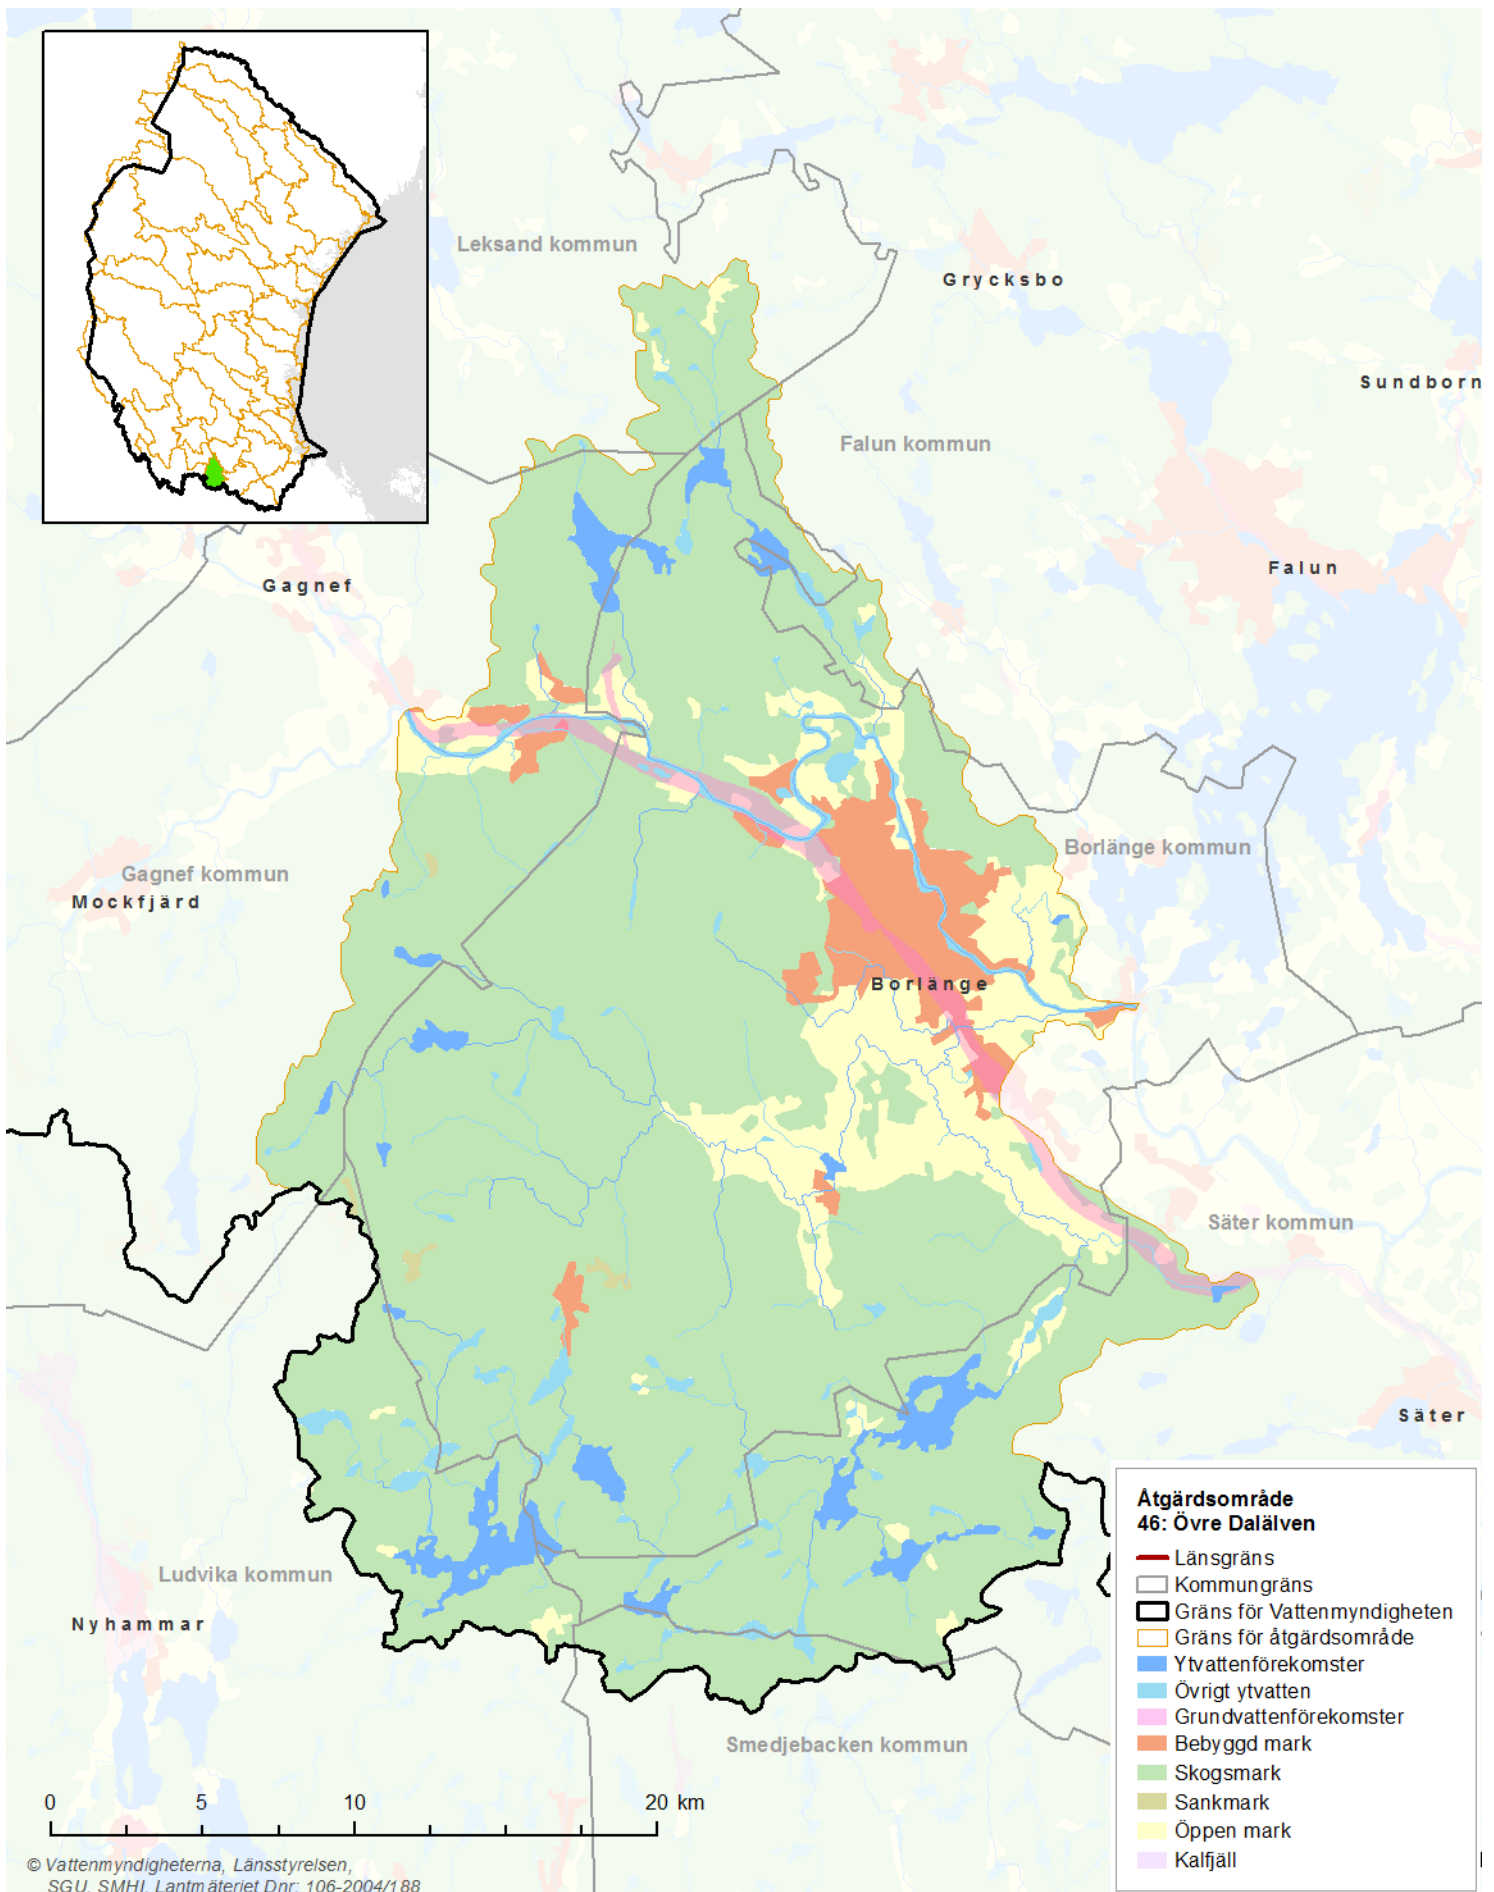 Leksand kommun
Grycksbo
Sundborn
Falun kommun
Falun
Gagnef
Gagnef kommun
Mockfjärd
Borlänge kommun
Borlänge
Säter kommun
Säter
Ludvika kommun
Nyhammar
Smedjebacken kommun
Åtgärdsområde
46: Övre Dalälven
Länsgräns
Kommungräns
Gräns för Vattenmyndigheten
Gräns för åtgärdsområde
Ytvattenförekomster
Övrigt ytvatten
Grundvattenförekomster
Bebyggd mark
Skogsmark
Sankmark
Öppen mark
Kalfjäll
0 5 10 20 km
© Vattenmyndigheterna, Länsstyrelsen,
SGU, SMHI, Lantmäteriet Dnr: 106-2004/188